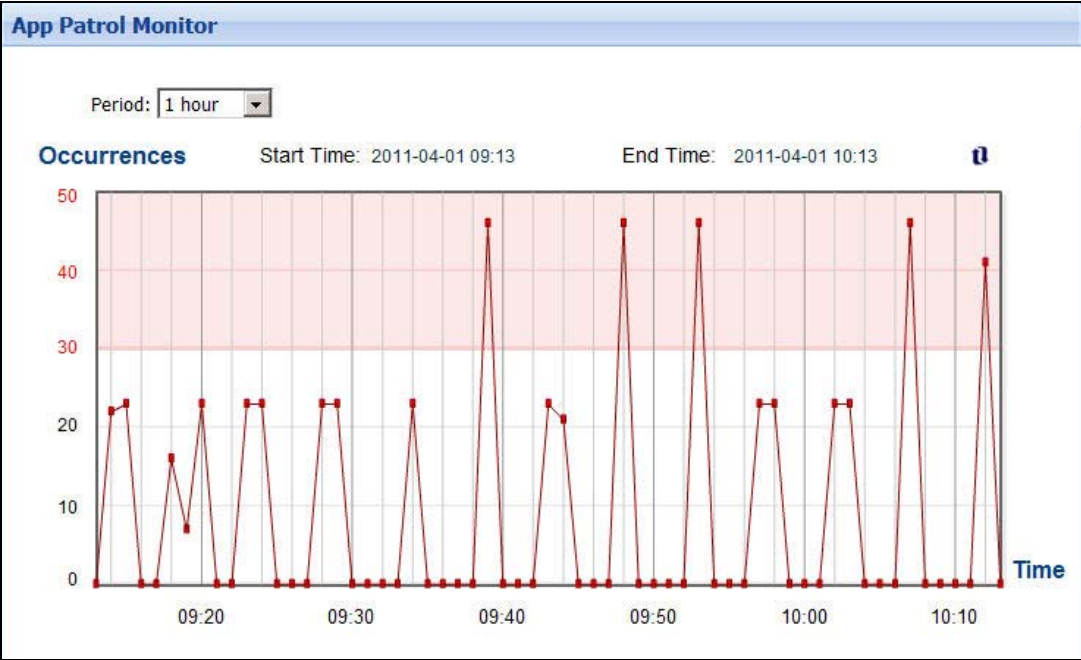 App Patrol Monitor
Period: 1 hour
Occurrences Start Time: 2011-04-01 09:13 End Time: 2011-04-01 10:13
50
40
30
20
10
0
Time
09:20 09:30 09:40 09:50 10:00 10:10